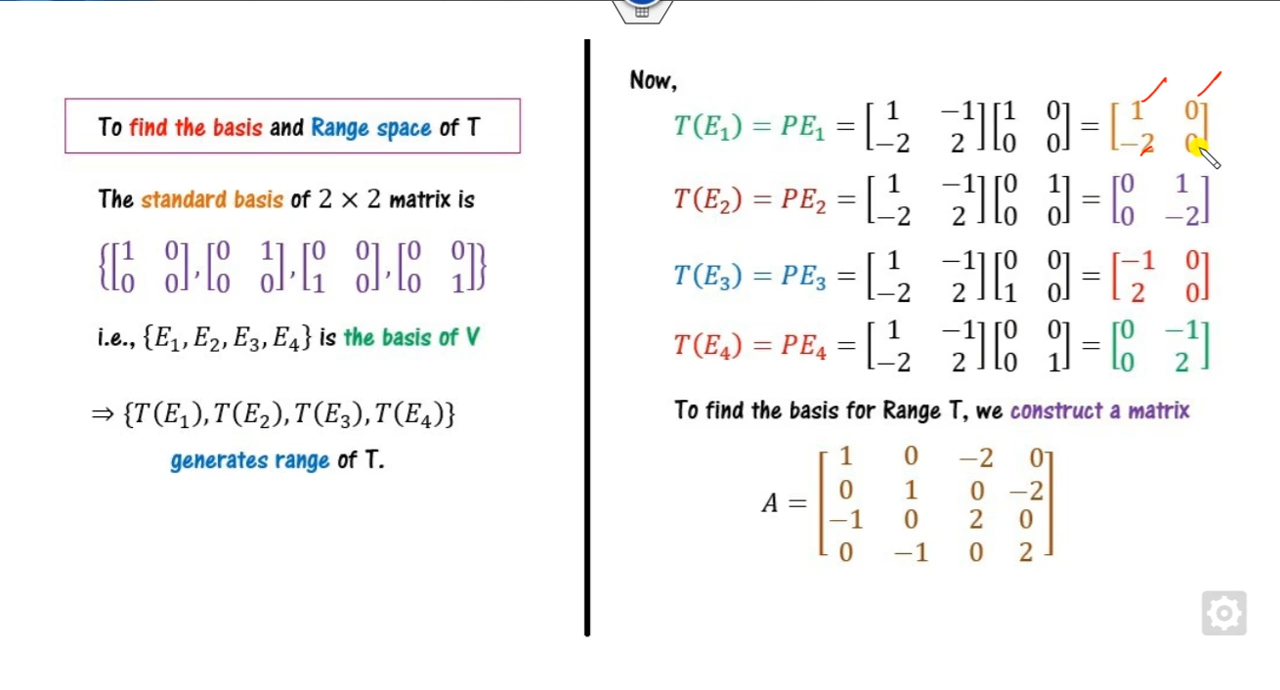 To find the basis and Range space of T
The standard basis of 2 × 2 matrix is
{[1 0; 0 0], [0 1; 0 0], [0 0; 1 0], [0 0; 0 1]}
i.e., {E₁, E₂, E₃, E₄} is the basis of V
⇒ {T(E₁), T(E₂), T(E₃), T(E₄)}
generates range of T.
Now,
T(E₁) = PE₁ = [1 −1; −2 2][1 0; 0 0] = [1 0; −2 0]
T(E₂) = PE₂ = [1 −1; −2 2][0 1; 0 0] = [0 1; 0 −2]
T(E₃) = PE₃ = [1 −1; −2 2][0 0; 1 0] = [−1 0; 2 0]
T(E₄) = PE₄ = [1 −1; −2 2][0 0; 0 1] = [0 −1; 0 2]
To find the basis for Range T, we construct a matrix
A = [1 0 −2 0; 0 1 0 −2; −1 0 2 0; 0 −1 0 2]